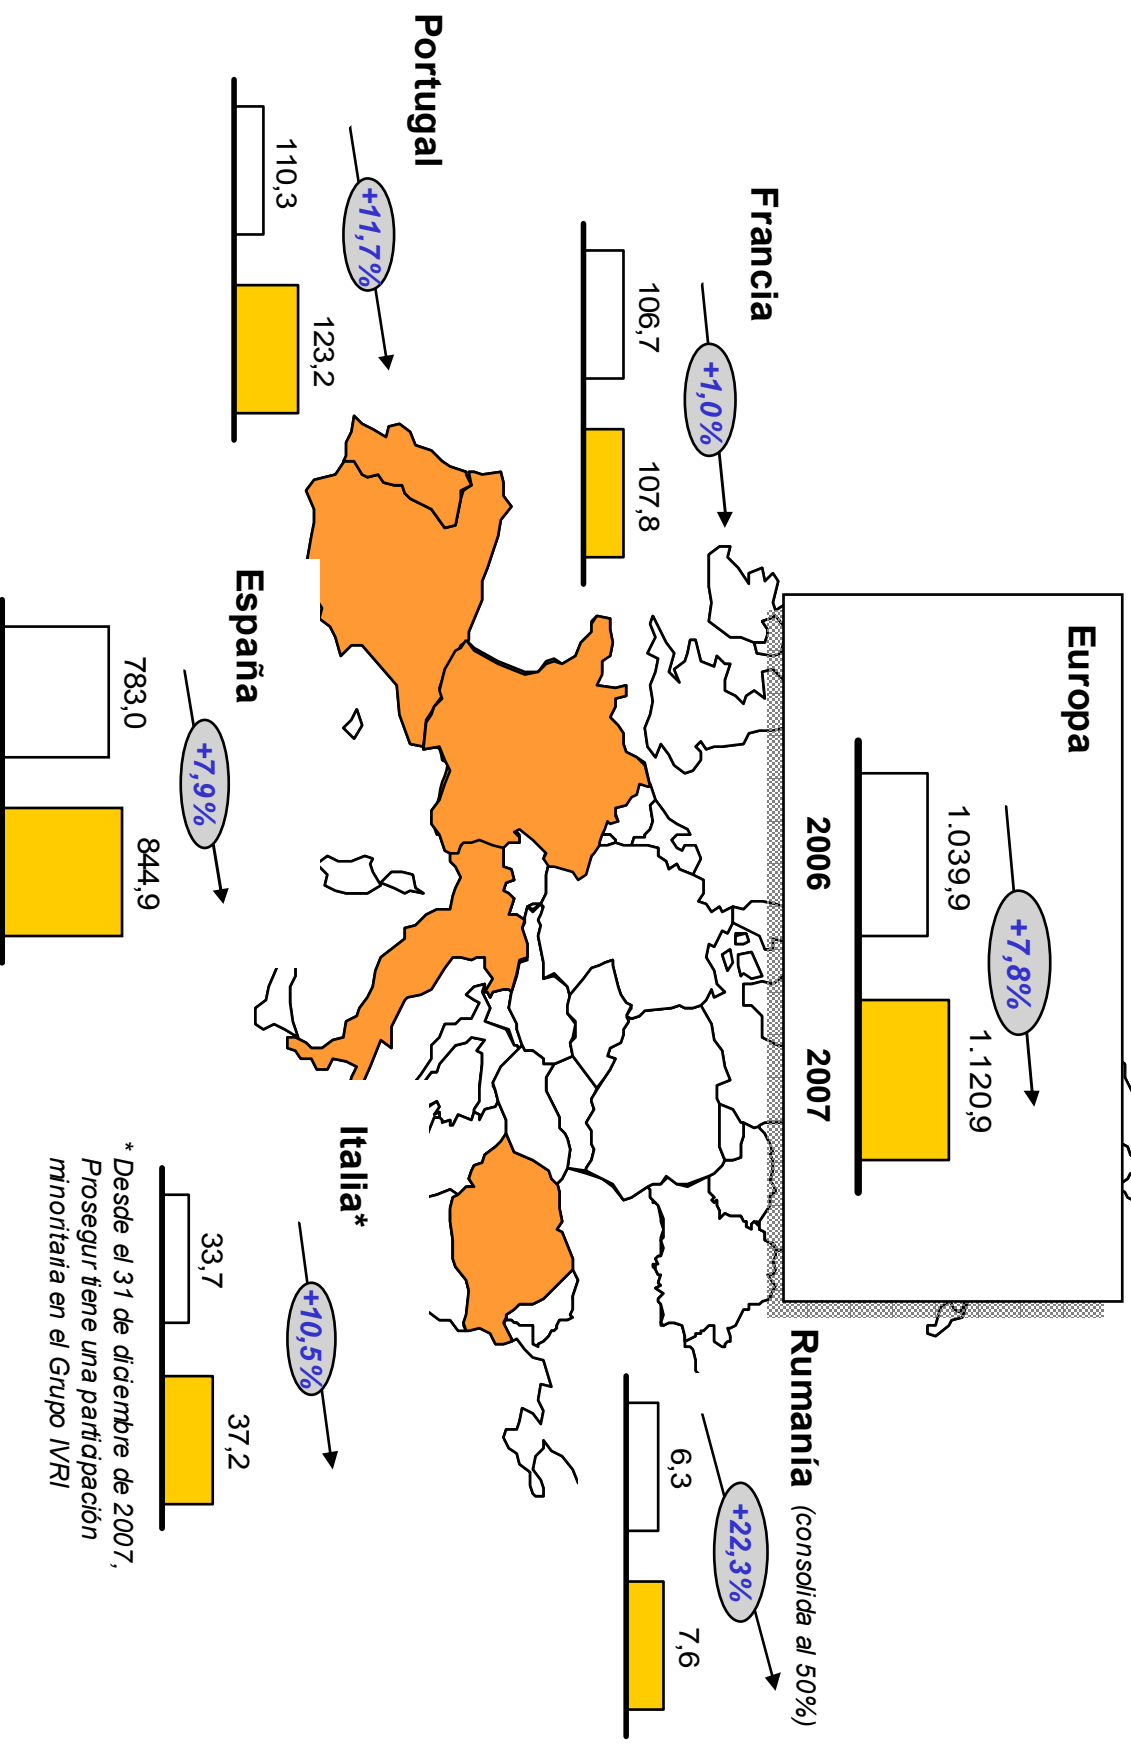 Europa
+7,8%
1.039,9
1.120,9
2006
2007
Francia
+1,0%
106,7
107,8
Rumanía (consolida al 50%)
+22,3%
6,3
7,6
Portugal
+11,7%
110,3
123,2
España
+7,9%
783,0
844,9
Italia*
+10,5%
33,7
37,2
* Desde el 31 de diciembre de 2007,
Prosegur tiene una participación
minoritaria en el Grupo IVRI